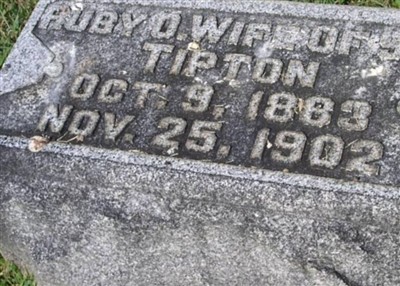 RUBY O. WIFE OF S
TIPTON
OCT. 9, 1883
NOV. 25, 1902